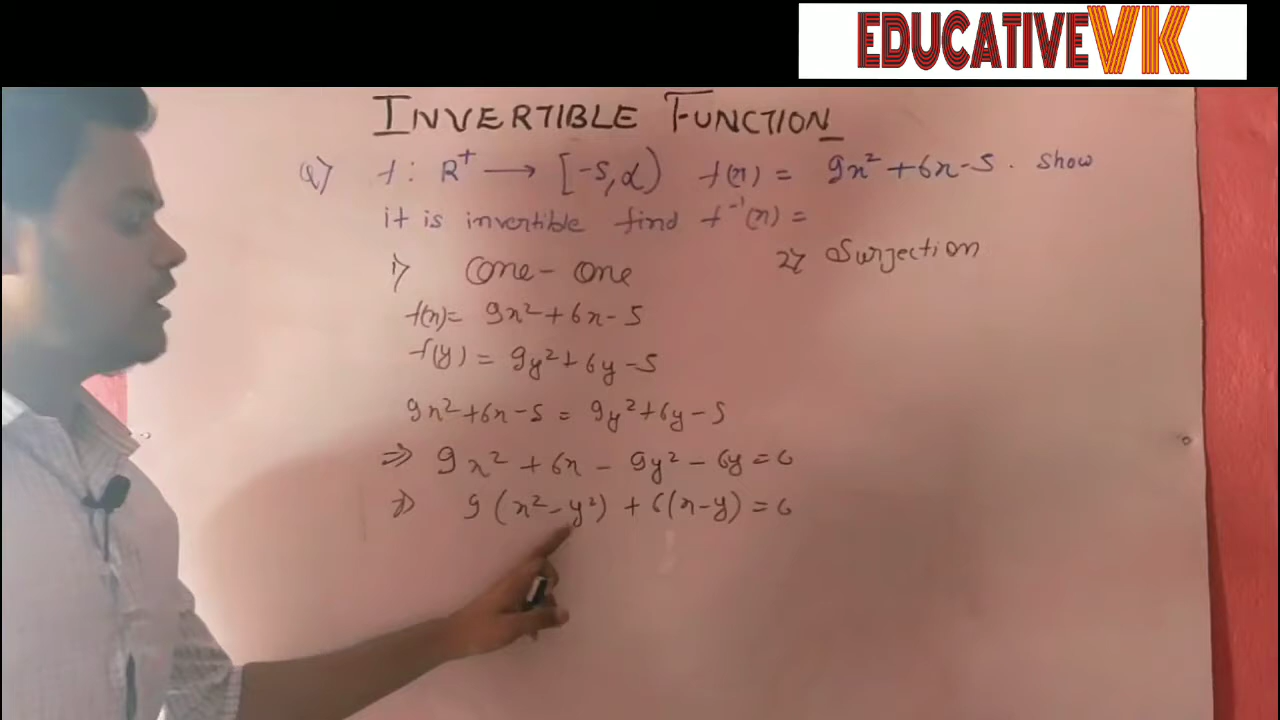 EDUCATIVEVK
INVERTIBLE FUNCTION
Q) f : R⁺ ⟶ [-5, α) f(x) = 9x² + 6x - 5 . Show
it is invertible find f⁻¹(x) =
1) one - one
f(x) = 9x² + 6x - 5
f(y) = 9y² + 6y - 5
9x² + 6x - 5 = 9y² + 6y - 5
⇒ 9x² + 6x - 9y² - 6y = 0
⇒ 9(x² - y²) + 6(x - y) = 0
2) Surjection